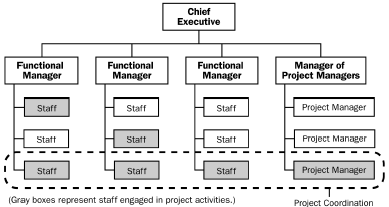 Chief
Executive
Functional
Manager
Functional
Manager
Functional
Manager
Manager of
Project Managers
Staff
Staff
Staff
Project Manager
Staff
Staff
Staff
Project Manager
Staff
Staff
Staff
Project Manager
(Gray boxes represent staff engaged in project activities.)
Project Coordination